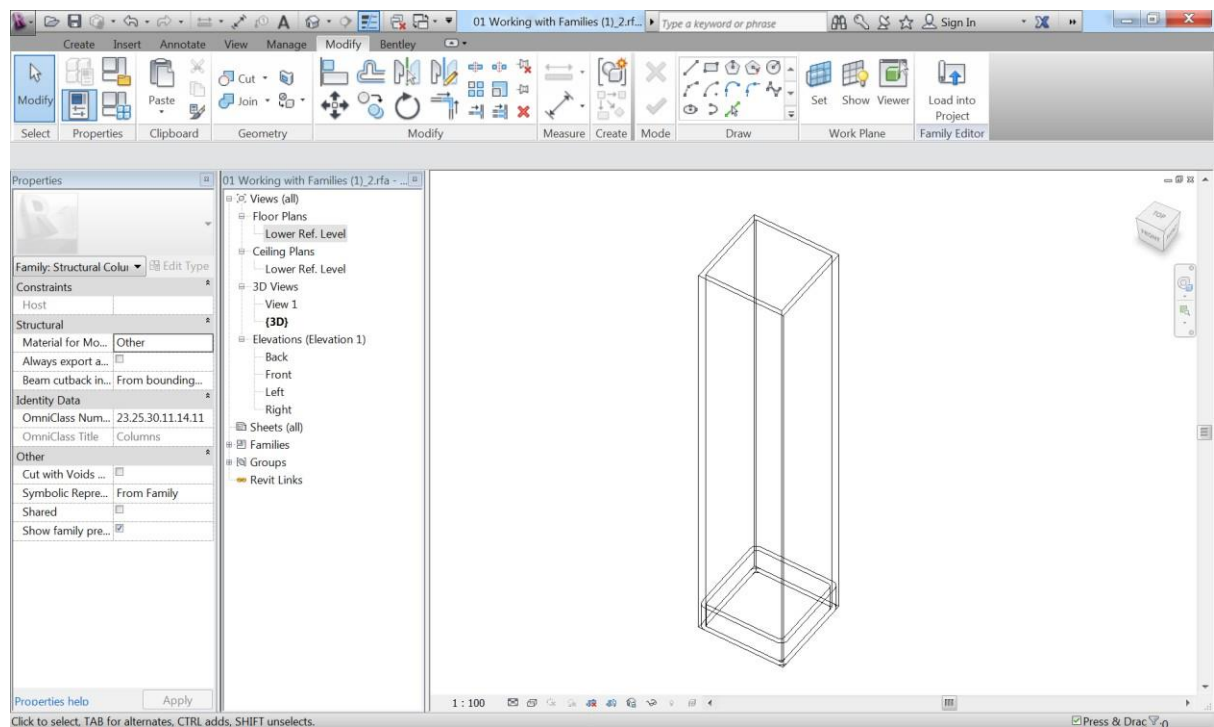 01 Working with Families (1)_2.rf...
Type a keyword or phrase
Sign In
Create Insert Annotate View Manage Modify Bentley
Modify
Paste
Cut
Join
Set Show Viewer
Load into
Project
Select Properties Clipboard Geometry Modify Measure Create Mode Draw Work Plane Family Editor
Properties
Family: Structural Colu
Edit Type
Constraints
Host
Structural
Material for Mo... Other
Always export a...
Beam cutback in... From bounding...
Identity Data
OmniClass Num... 23.25.30.11.14.11
OmniClass Title Columns
Other
Cut with Voids ...
Symbolic Repre... From Family
Shared
Show family pre...
Properties help
Apply
01 Working with Families (1)_2.rfa - ...
Views (all)
Floor Plans
Lower Ref. Level
Ceiling Plans
Lower Ref. Level
3D Views
View 1
{3D}
Elevations (Elevation 1)
Back
Front
Left
Right
Sheets (all)
Families
Groups
Revit Links
TOP
FRONT
1 : 100
Click to select, TAB for alternates, CTRL adds, SHIFT unselects.
Press & Drac
:0